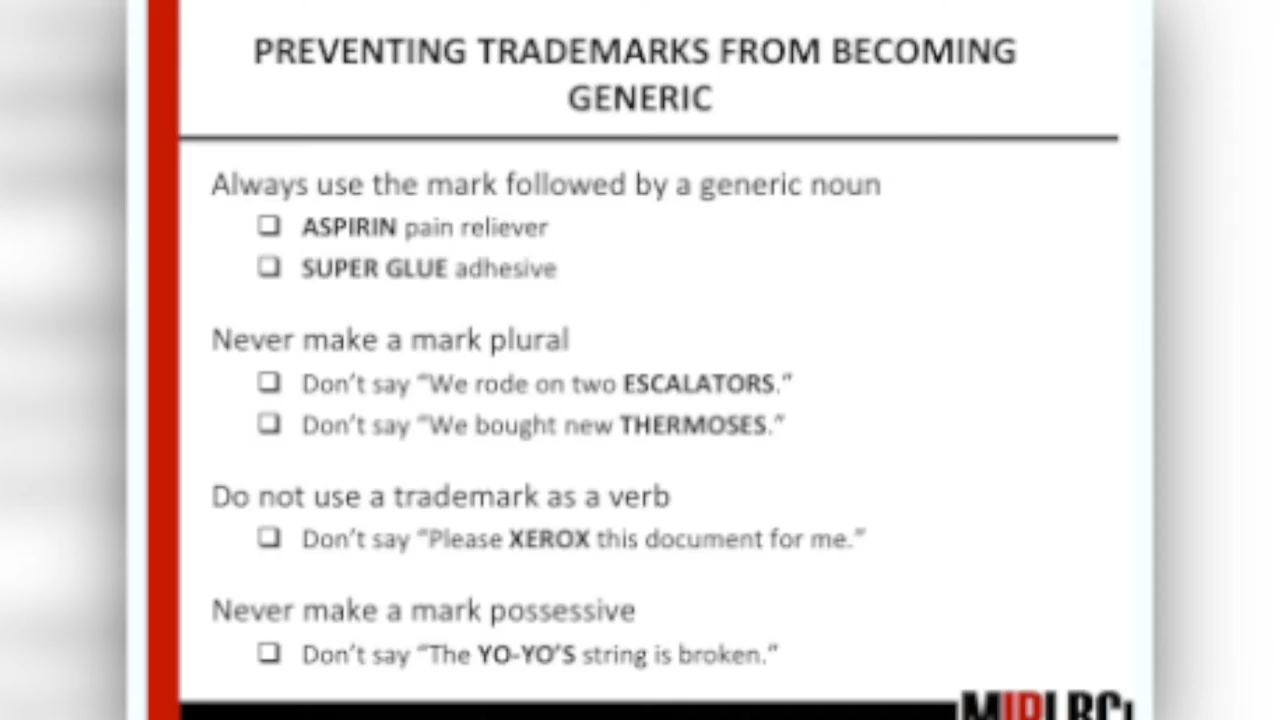 PREVENTING TRADEMARKS FROM BECOMING
GENERIC
Always use the mark followed by a generic noun
❑ ASPIRIN pain reliever
❑ SUPER GLUE adhesive
Never make a mark plural
❑ Don’t say “We rode on two ESCALATORS.”
❑ Don’t say “We bought new THERMOSES.”
Do not use a trademark as a verb
❑ Don’t say “Please XEROX this document for me.”
Never make a mark possessive
❑ Don’t say “The YO-YO’S string is broken.”